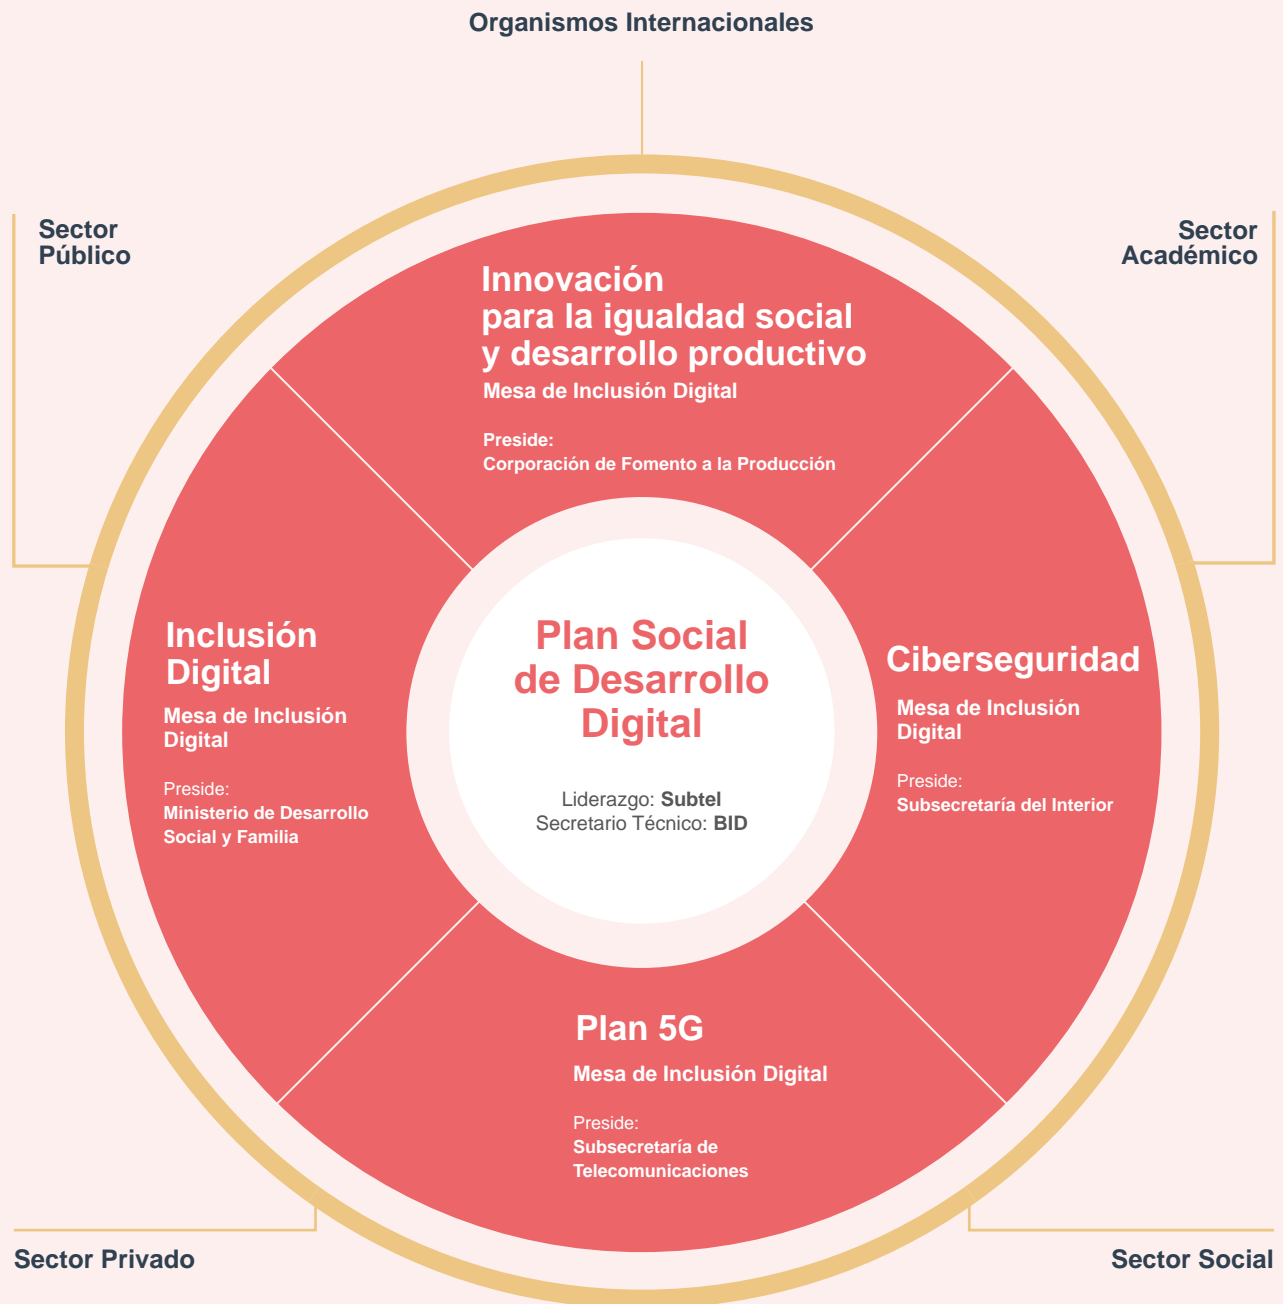 Organismos Internacionales
Sector
Público
Sector
Académico
Innovación
para la igualdad social
y desarrollo productivo
Mesa de Inclusión Digital
Preside:
Corporación de Fomento a la Producción
Inclusión
Digital
Mesa de Inclusión
Digital
Preside:
Ministerio de Desarrollo
Social y Familia
Plan Social
de Desarrollo
Digital
Liderazgo: Subtel
Secretario Técnico: BID
Ciberseguridad
Mesa de Inclusión
Digital
Preside:
Subsecretaría del Interior
Plan 5G
Mesa de Inclusión Digital
Preside:
Subsecretaría de
Telecomunicaciones
Sector Privado
Sector Social